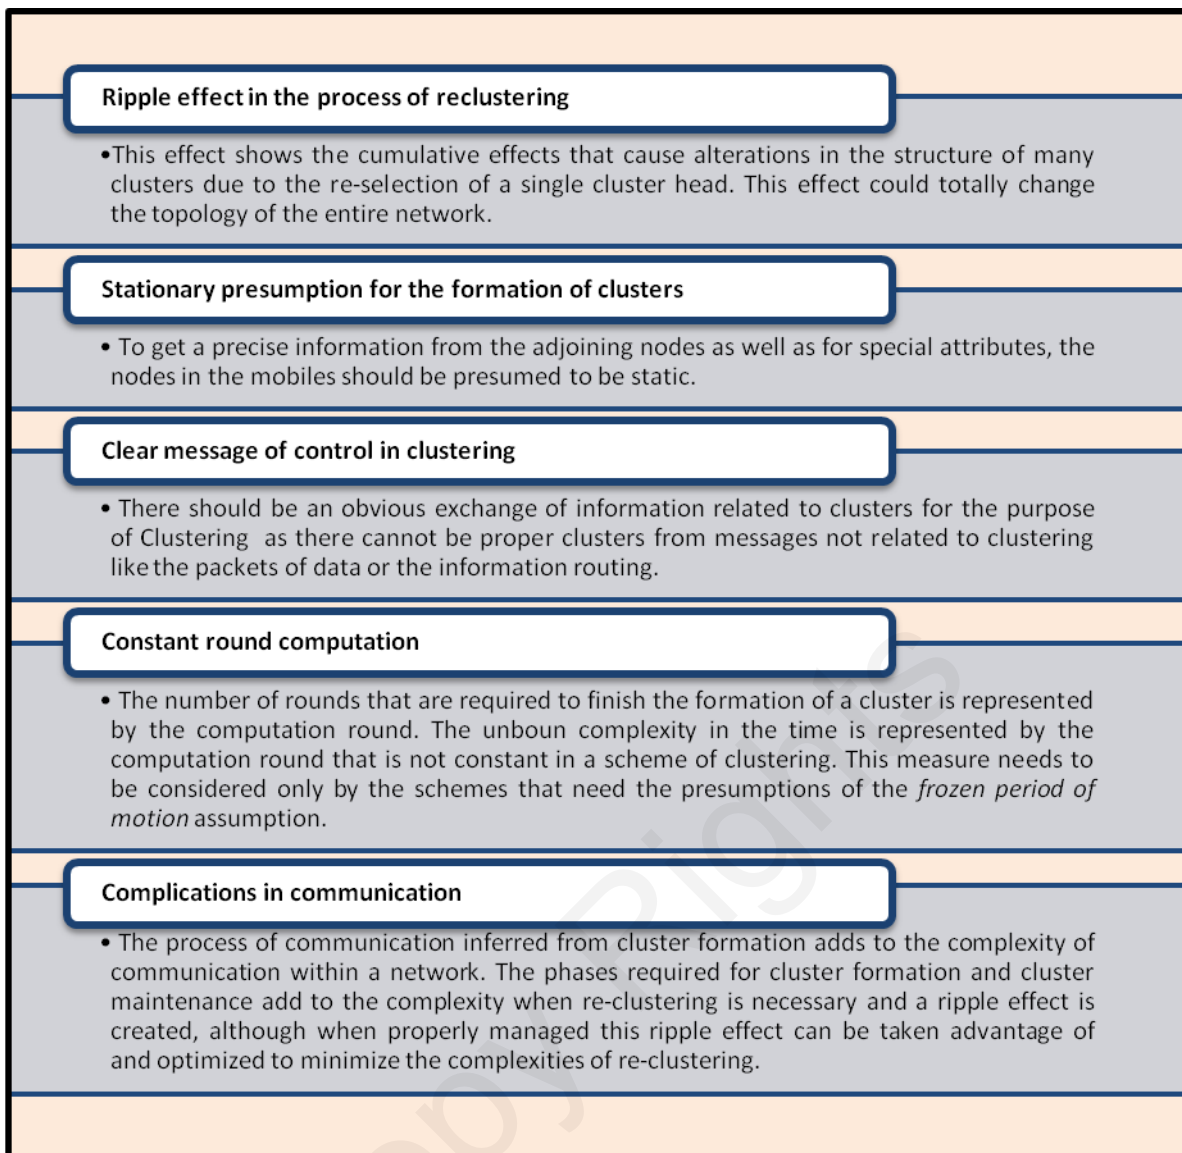 Ripple effect in the process of reclustering
•This effect shows the cumulative effects that cause alterations in the structure of many
clusters due to the re-selection of a single cluster head. This effect could totally change
the topology of the entire network.
Stationary presumption for the formation of clusters
• To get a precise information from the adjoining nodes as well as for special attributes, the
nodes in the mobiles should be presumed to be static.
Clear message of control in clustering
• There should be an obvious exchange of information related to clusters for the purpose
of Clustering as there cannot be proper clusters from messages not related to clustering
like the packets of data or the information routing.
Constant round computation
• The number of rounds that are required to finish the formation of a cluster is represented
by the computation round. The unboun complexity in the time is represented by the
computation round that is not constant in a scheme of clustering. This measure needs to
be considered only by the schemes that need the presumptions of the frozen period of
motion assumption.
Complications in communication
• The process of communication inferred from cluster formation adds to the complexity of
communication within a network. The phases required for cluster formation and cluster
maintenance add to the complexity when re-clustering is necessary and a ripple effect is
created, although when properly managed this ripple effect can be taken advantage of
and optimized to minimize the complexities of re-clustering.
opy Rights